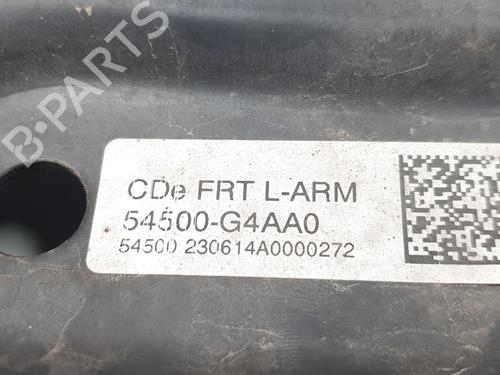 B-PARTS
CDe FRT L-ARM
54500-G4AA0
54500 230614A0000272